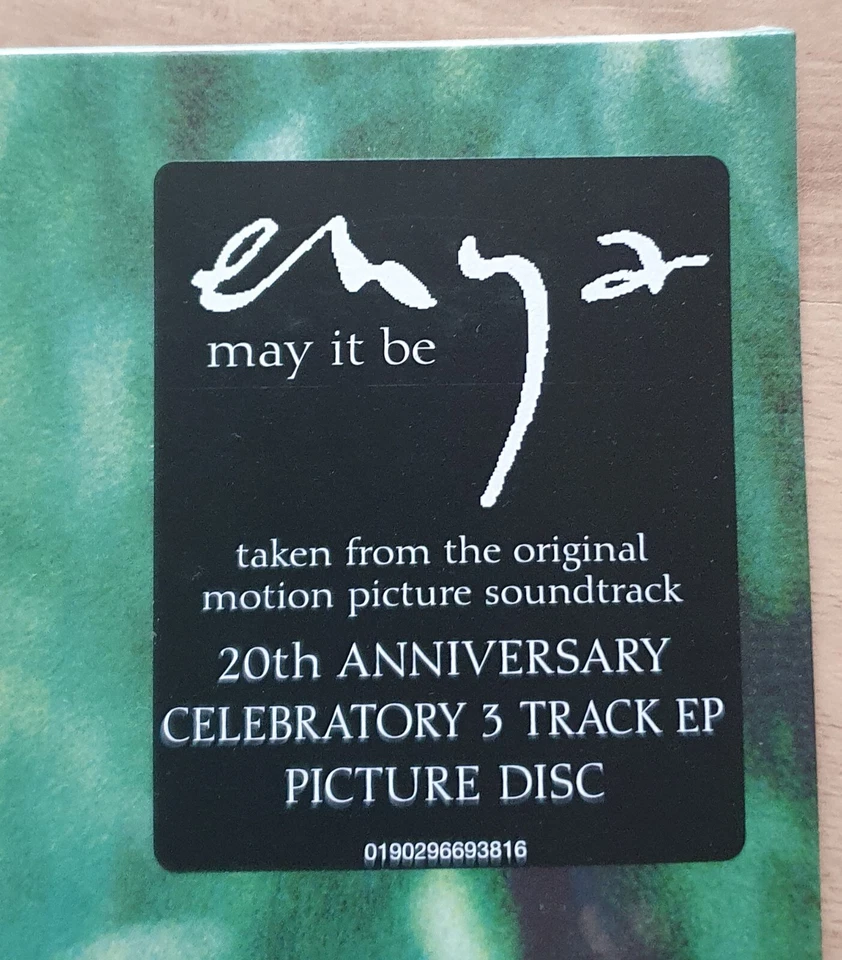 enya
may it be
taken from the original
motion picture soundtrack
20th ANNIVERSARY
CELEBRATORY 3 TRACK EP
PICTURE DISC
0190296693816